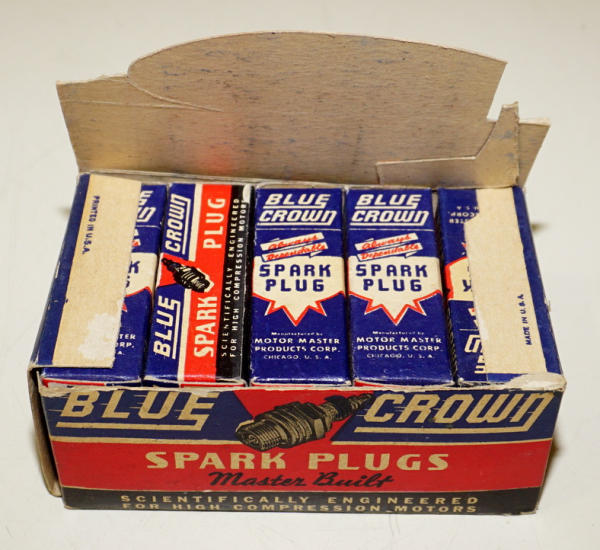 PRINTED IN U.S.A.
BLUE
CROWN
BLUE CROWN
SPARK PLUG
SCIENTIFICALLY ENGINEERED
FOR HIGH COMPRESSION MOTORS
BLUE
CROWN
Always
Dependable
SPARK
PLUG
Manufactured by
MOTOR MASTER
PRODUCTS CORP.
CHICAGO, U.S.A.
BLUE
CROWN
Always
Dependable
SPARK
PLUG
Manufactured by
MOTOR MASTER
PRODUCTS CORP.
CHICAGO, U.S.A.
CORP.
U.S.A.
MADE IN U.S.A.
BLUE CROWN
SPARK PLUGS
Master Built
SCIENTIFICALLY ENGINEERED
FOR HIGH COMPRESSION MOTORS